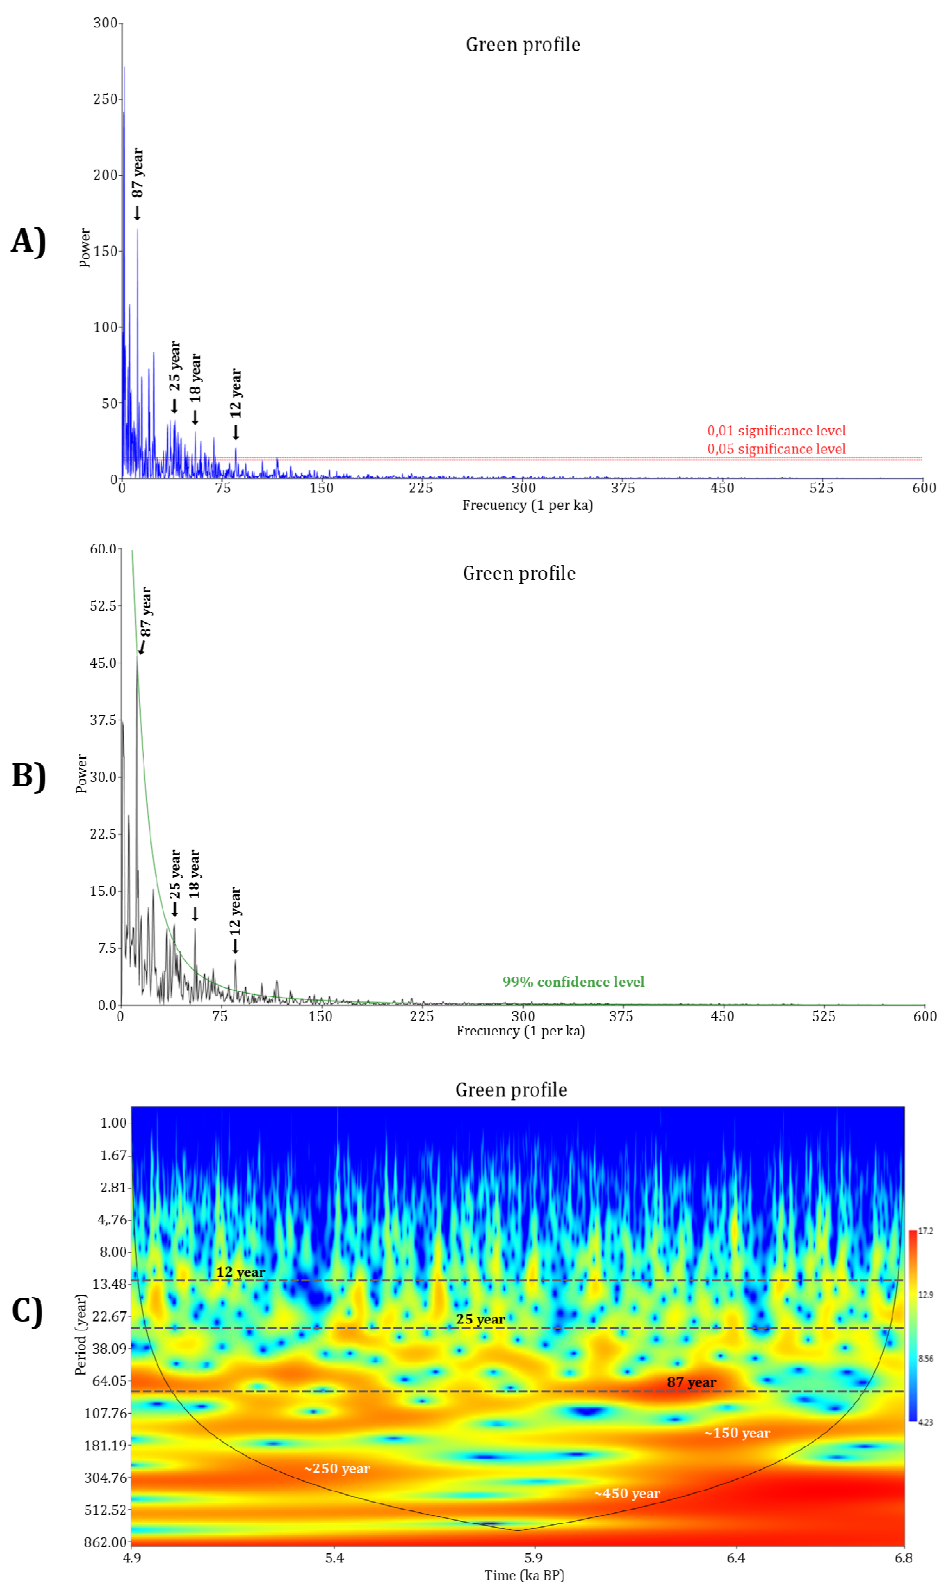 Green profile
A)
300
250
200
150
100
50
0
Power
87 year
25 year
18 year
12 year
0,01 significance level
0,05 significance level
0 75 150 225 300 375 450 525 600
Frecuency (1 per ka)
Green profile
B)
60.0
52.5
45.0
37.5
30.0
22.5
15.0
7.5
0.0
Power
87 year
25 year
18 year
12 year
99% confidence level
0 75 150 225 300 375 450 525 600
Frecuency (1 per ka)
Green profile
C)
1.00
1.67
2.81
4,.76
8.00
13.48
22.67
38.09
64.05
107.76
181.19
304.76
512.52
862.00
Period (year)
12 year
25 year
87 year
~150 year
~250 year
~450 year
17.2
12.9
8.56
4.23
4.9 5.4 5.9 6.4 6.8
Time (ka BP)